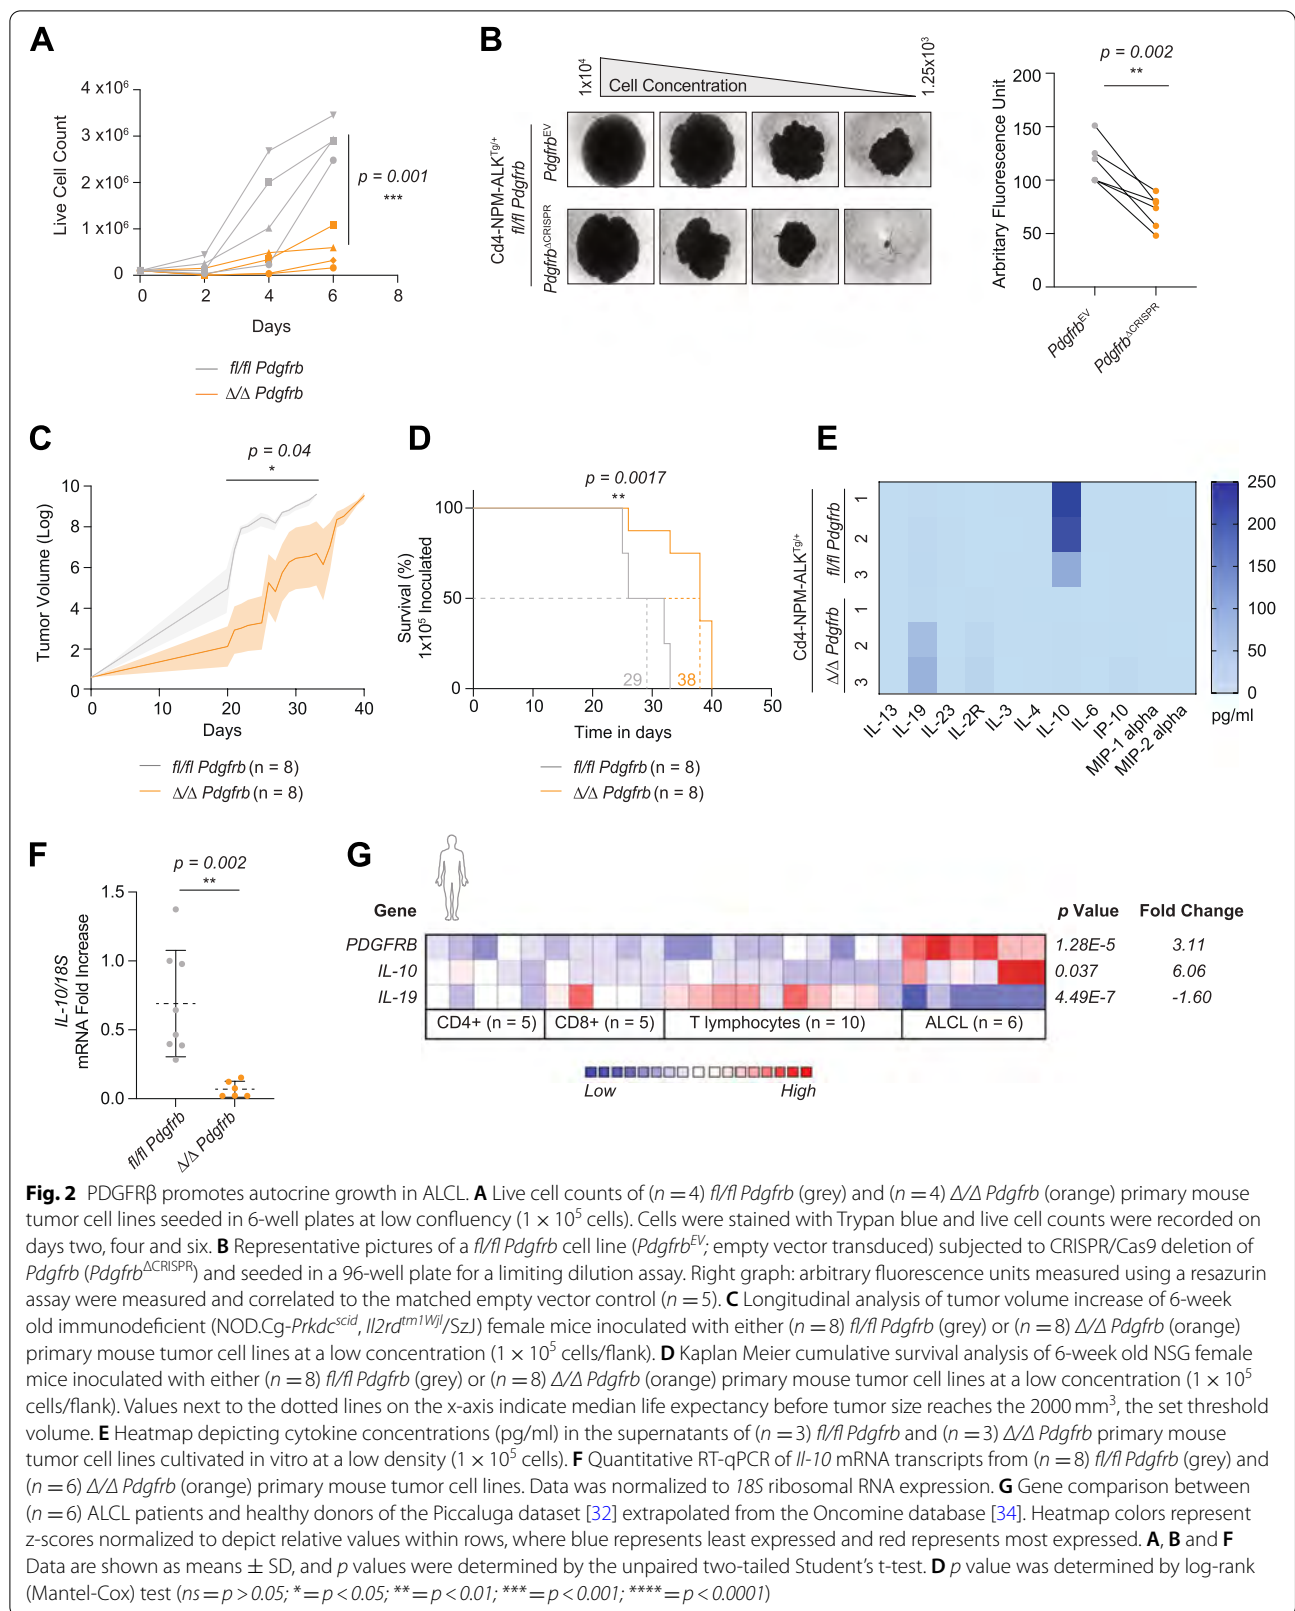 A
4 x10⁶
3 x10⁶
2 x10⁶
1 x10⁶
0
Live Cell Count
0 2 4 6 8
Days
p = 0.001
***
fl/fl Pdgfrb
Δ/Δ Pdgfrb
B
1x10⁴
Cell Concentration
1.25x10³
Cd4-NPM-ALKᵀᵍ/⁺
fl/fl Pdgfrb
Pdgfrb^EV
Pdgfrb^ΔCRISPR
p = 0.002
**
Arbritary Fluorescence Unit
200
150
100
50
0
Pdgfrb^EV
Pdgfrb^ΔCRISPR
C
p = 0.04
*
Tumor Volume (Log)
10
8
6
4
2
0
0 10 20 30 40
Days
fl/fl Pdgfrb (n = 8)
Δ/Δ Pdgfrb (n = 8)
D
p = 0.0017
**
Survival (%)
1x10⁵ Inoculated
100
50
0
29
38
0 10 20 30 40 50
Time in days
fl/fl Pdgfrb (n = 8)
Δ/Δ Pdgfrb (n = 8)
E
Cd4-NPM-ALKᵀᵍ/⁺
fl/fl Pdgfrb
1
2
3
Δ/Δ Pdgfrb
1
2
3
IL-13
IL-19
IL-23
IL-2R
IL-3
IL-4
IL-10
IL-6
IP-10
MIP-1 alpha
MIP-2 alpha
250
200
150
100
50
0
pg/ml
F
p = 0.002
**
IL-10/18S
mRNA Fold Increase
1.5
1.0
0.5
0.0
fl/fl Pdgfrb
Δ/Δ Pdgfrb
G
Gene p Value Fold Change
PDGFRB 1.28E-5 3.11
IL-10 0.037 6.06
IL-19 4.49E-7 -1.60
CD4+ (n = 5) CD8+ (n = 5) T lymphocytes (n = 10) ALCL (n = 6)
Low High
Fig. 2 PDGFRβ promotes autocrine growth in ALCL. A Live cell counts of (n = 4) fl/fl Pdgfrb (grey) and (n = 4) Δ/Δ Pdgfrb (orange) primary mouse
tumor cell lines seeded in 6-well plates at low confluency (1 × 10⁵ cells). Cells were stained with Trypan blue and live cell counts were recorded on
days two, four and six. B Representative pictures of a fl/fl Pdgfrb cell line (Pdgfrb^EV; empty vector transduced) subjected to CRISPR/Cas9 deletion of
Pdgfrb (Pdgfrb^ΔCRISPR) and seeded in a 96-well plate for a limiting dilution assay. Right graph: arbitrary fluorescence units measured using a resazurin
assay were measured and correlated to the matched empty vector control (n = 5). C Longitudinal analysis of tumor volume increase of 6-week
old immunodeficient (NOD.Cg-Prkdc^scid, Il2rd^tm1Wjl/SzJ) female mice inoculated with either (n = 8) fl/fl Pdgfrb (grey) or (n = 8) Δ/Δ Pdgfrb (orange)
primary mouse tumor cell lines at a low concentration (1 × 10⁵ cells/flank). D Kaplan Meier cumulative survival analysis of 6-week old NSG female
mice inoculated with either (n = 8) fl/fl Pdgfrb (grey) or (n = 8) Δ/Δ Pdgfrb (orange) primary mouse tumor cell lines at a low concentration (1 × 10⁵
cells/flank). Values next to the dotted lines on the x-axis indicate median life expectancy before tumor size reaches the 2000 mm³, the set threshold
volume. E Heatmap depicting cytokine concentrations (pg/ml) in the supernatants of (n = 3) fl/fl Pdgfrb and (n = 3) Δ/Δ Pdgfrb primary mouse
tumor cell lines cultivated in vitro at a low density (1 × 10⁵ cells). F Quantitative RT-qPCR of Il-10 mRNA transcripts from (n = 8) fl/fl Pdgfrb (grey) and
(n = 6) Δ/Δ Pdgfrb (orange) primary mouse tumor cell lines. Data was normalized to 18S ribosomal RNA expression. G Gene comparison between
(n = 6) ALCL patients and healthy donors of the Piccaluga dataset [32] extrapolated from the Oncomine database [34]. Heatmap colors represent
z-scores normalized to depict relative values within rows, where blue represents least expressed and red represents most expressed. A, B and F
Data are shown as means ± SD, and p values were determined by the unpaired two-tailed Student's t-test. D p value was determined by log-rank
(Mantel-Cox) test (ns = p > 0.05; * = p < 0.05; ** = p < 0.01; *** = p < 0.001; **** = p < 0.0001)